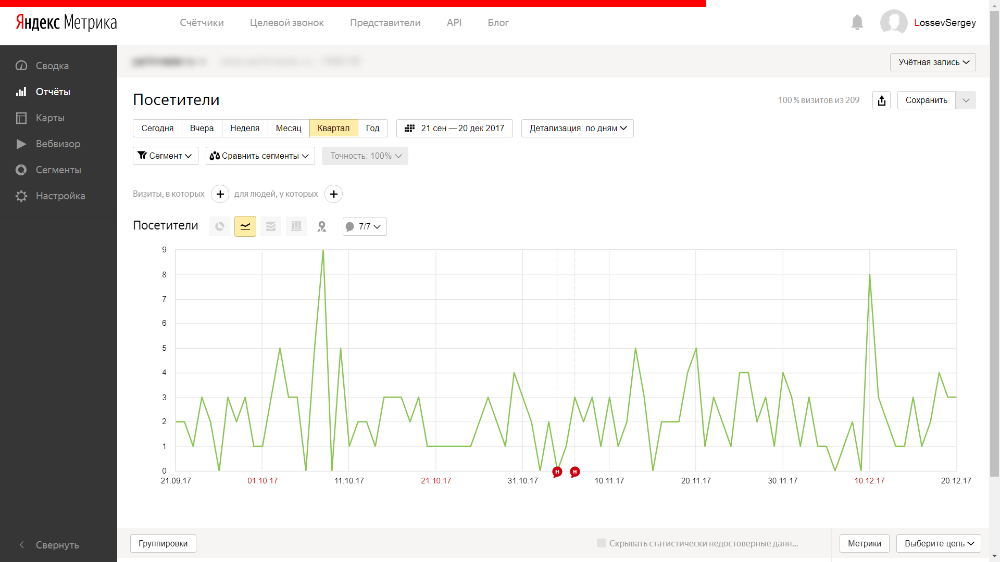 Яндекс Метрика Счётчики Целевой звонок Представители API Блог LossevSergey
Сводка
Отчёты
Карты
Вебвизор
Сегменты
Настройка
Свернуть
Учётная запись
Посетители 100 % визитов из 209 Сохранить
Сегодня Вчера Неделя Месяц Квартал Год 21 сен — 20 дек 2017 Детализация: по дням
Сегмент Сравнить сегменты Точность: 100%
Визиты, в которых + для людей, у которых +
Посетители 7/7
9
8
7
6
5
4
3
2
1
0
Н Н
21.09.17 01.10.17 11.10.17 21.10.17 31.10.17 10.11.17 20.11.17 30.11.17 10.12.17 20.12.17
Группировки Скрывать статистически недостоверные данн... Метрики Выберите цель